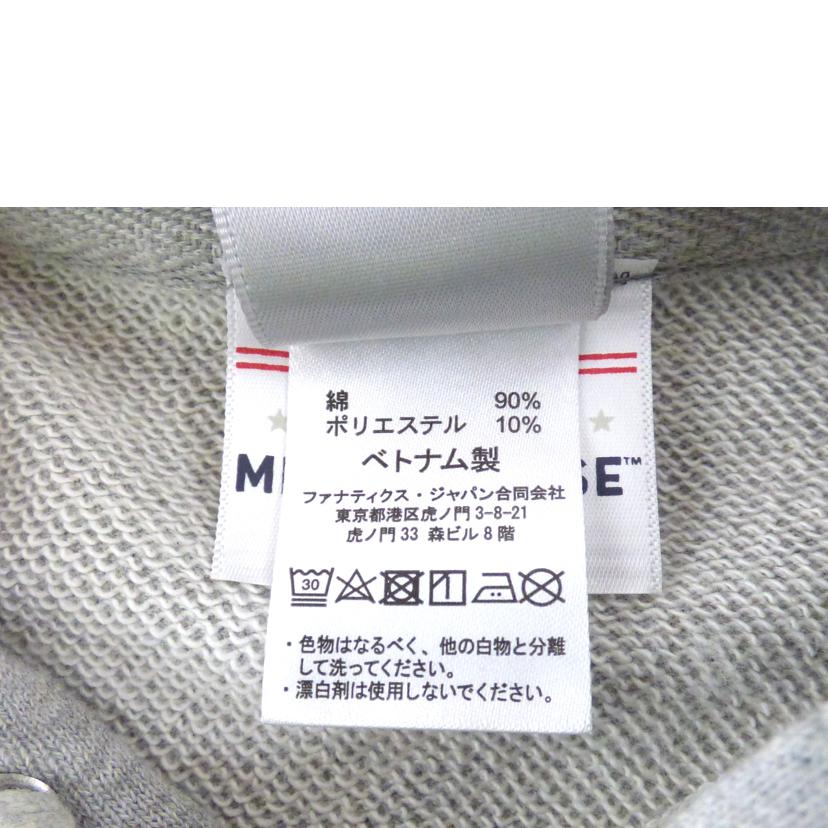 綿 90%
ポリエステル 10%
ベトナム製
ファナティクス・ジャパン合同会社
東京都港区虎ノ門3-8-21
虎ノ門33 森ビル8階
30
・色物はなるべく、他の白物と分離
して洗ってください。
・漂白剤は使用しないでください。